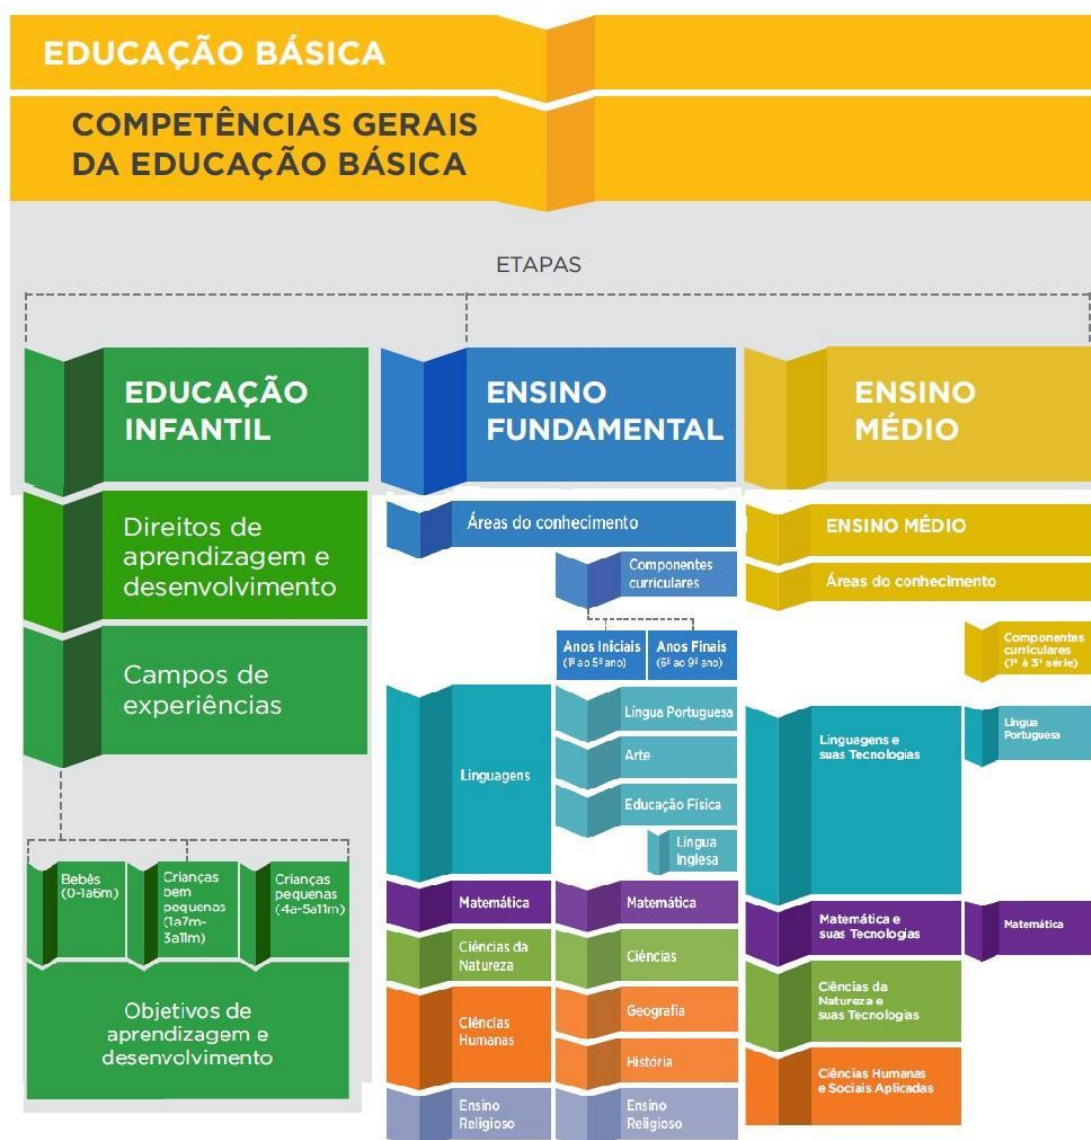 EDUCAÇÃO BÁSICA
COMPETÊNCIAS GERAIS
DA EDUCAÇÃO BÁSICA
ETAPAS
EDUCAÇÃO
INFANTIL
Direitos de
aprendizagem e
desenvolvimento
Campos de
experiências
Bebês
(0-1a6m)
Crianças
bem
pequenas
(1a7m-
3a11m)
Crianças
pequenas
(4a-5a11m)
Objetivos de
aprendizagem e
desenvolvimento
ENSINO
FUNDAMENTAL
Áreas do conhecimento
Componentes
curriculares
Anos Iniciais
(1º ao 5º ano)
Anos Finais
(6º ao 9º ano)
Linguagens
Língua Portuguesa
Arte
Educação Física
Língua
Inglesa
Matemática
Matemática
Ciências da
Natureza
Ciências
Ciências
Humanas
Geografia
História
Ensino
Religioso
Ensino
Religioso
ENSINO
MÉDIO
ENSINO MÉDIO
Áreas do conhecimento
Componentes
curriculares
(1ª à 3ª série)
Linguagens e
suas Tecnologias
Língua
Portuguesa
Matemática e
suas Tecnologias
Matemática
Ciências da
Natureza e
suas Tecnologias
Ciências Humanas
e Sociais Aplicadas